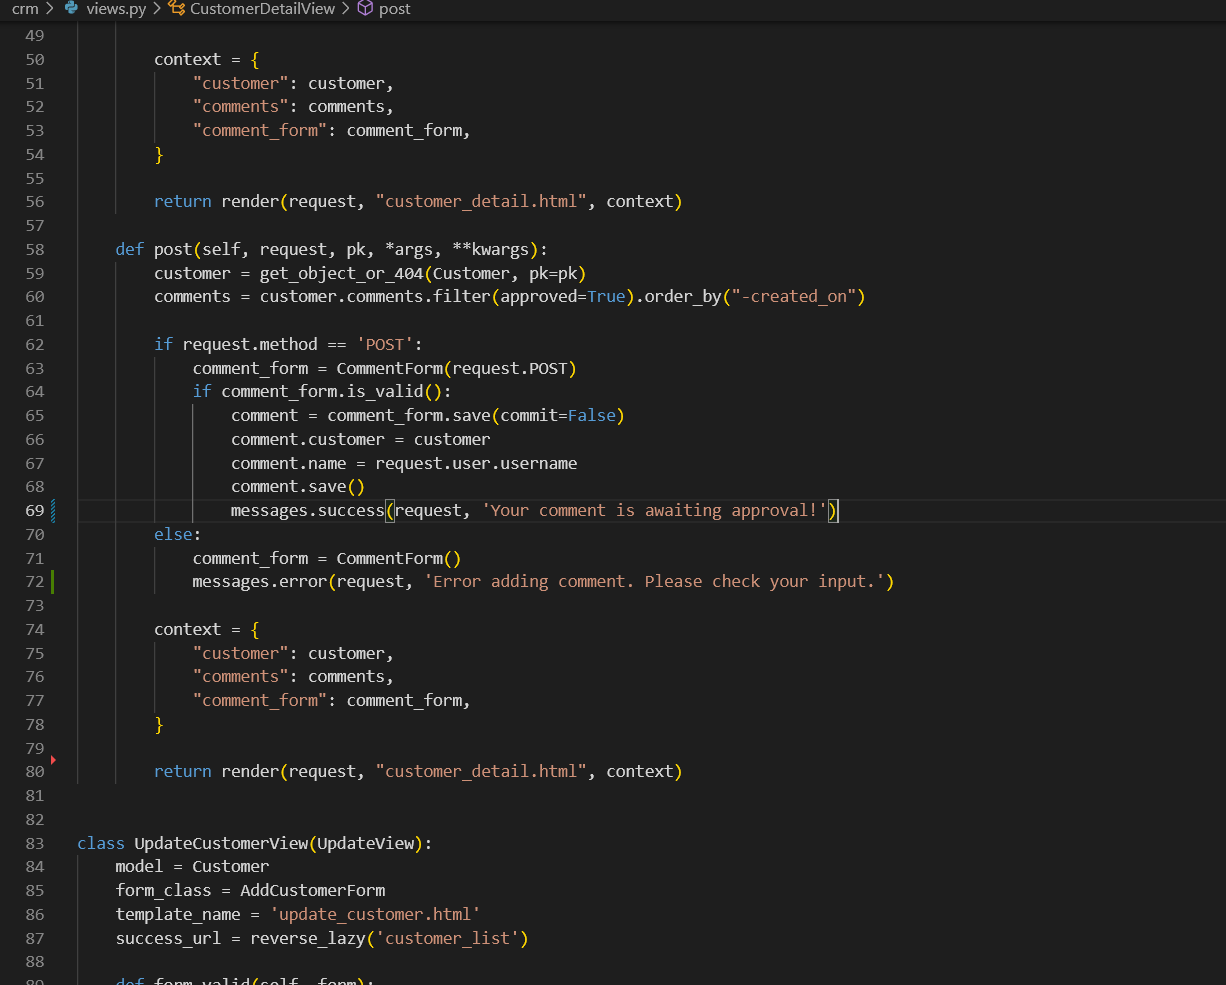 crm > views.py > CustomerDetailView > post
49
50 context = {
51 "customer": customer,
52 "comments": comments,
53 "comment_form": comment_form,
54 }
55
56 return render(request, "customer_detail.html", context)
57
58 def post(self, request, pk, *args, **kwargs):
59 customer = get_object_or_404(Customer, pk=pk)
60 comments = customer.comments.filter(approved=True).order_by("-created_on")
61
62 if request.method == 'POST':
63 comment_form = CommentForm(request.POST)
64 if comment_form.is_valid():
65 comment = comment_form.save(commit=False)
66 comment.customer = customer
67 comment.name = request.user.username
68 comment.save()
69 messages.success(request, 'Your comment is awaiting approval!')
70 else:
71 comment_form = CommentForm()
72 messages.error(request, 'Error adding comment. Please check your input.')
73
74 context = {
75 "customer": customer,
76 "comments": comments,
77 "comment_form": comment_form,
78 }
79
80 return render(request, "customer_detail.html", context)
81
82
83 class UpdateCustomerView(UpdateView):
84 model = Customer
85 form_class = AddCustomerForm
86 template_name = 'update_customer.html'
87 success_url = reverse_lazy('customer_list')
88
89 def form_valid(self, form):